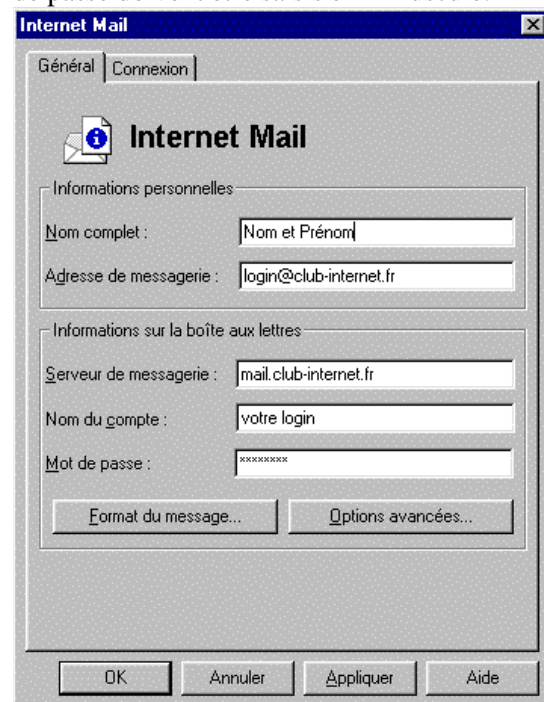 Internet Mail
Général Connexion
Internet Mail
Informations personnelles
Nom complet : Nom et Prénom
Adresse de messagerie : login@club-internet.fr
Informations sur la boîte aux lettres
Serveur de messagerie : mail.club-internet.fr
Nom du compte : votre login
Mot de passe : ********
Format du message... Options avancées...
OK Annuler Appliquer Aide